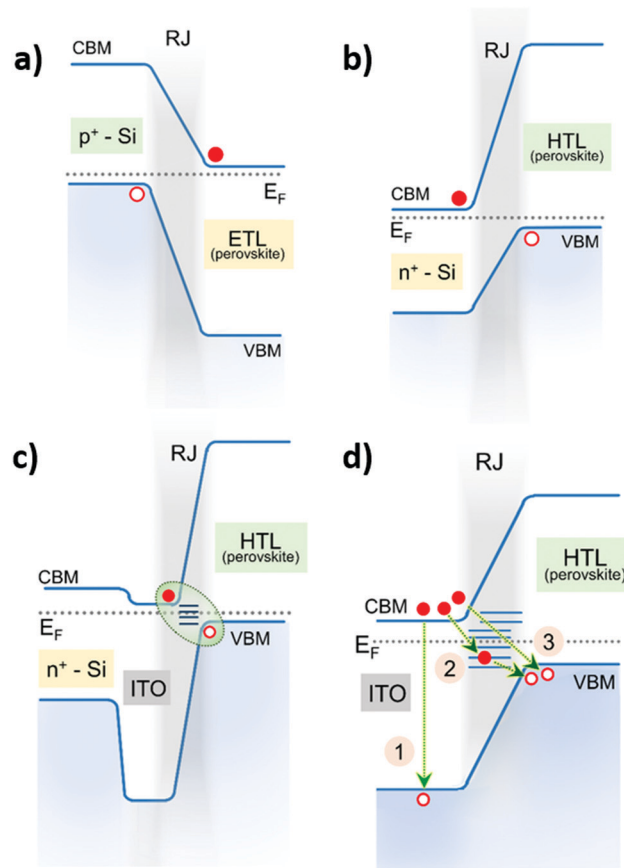 a)
RJ
CBM
p⁺ - Si
E_F
ETL
(perovskite)
VBM
b)
RJ
HTL
(perovskite)
CBM
E_F
VBM
n⁺ - Si
c)
RJ
HTL
(perovskite)
CBM
E_F
VBM
n⁺ - Si
ITO
d)
RJ
HTL
(perovskite)
CBM
E_F
3
2
VBM
ITO
1